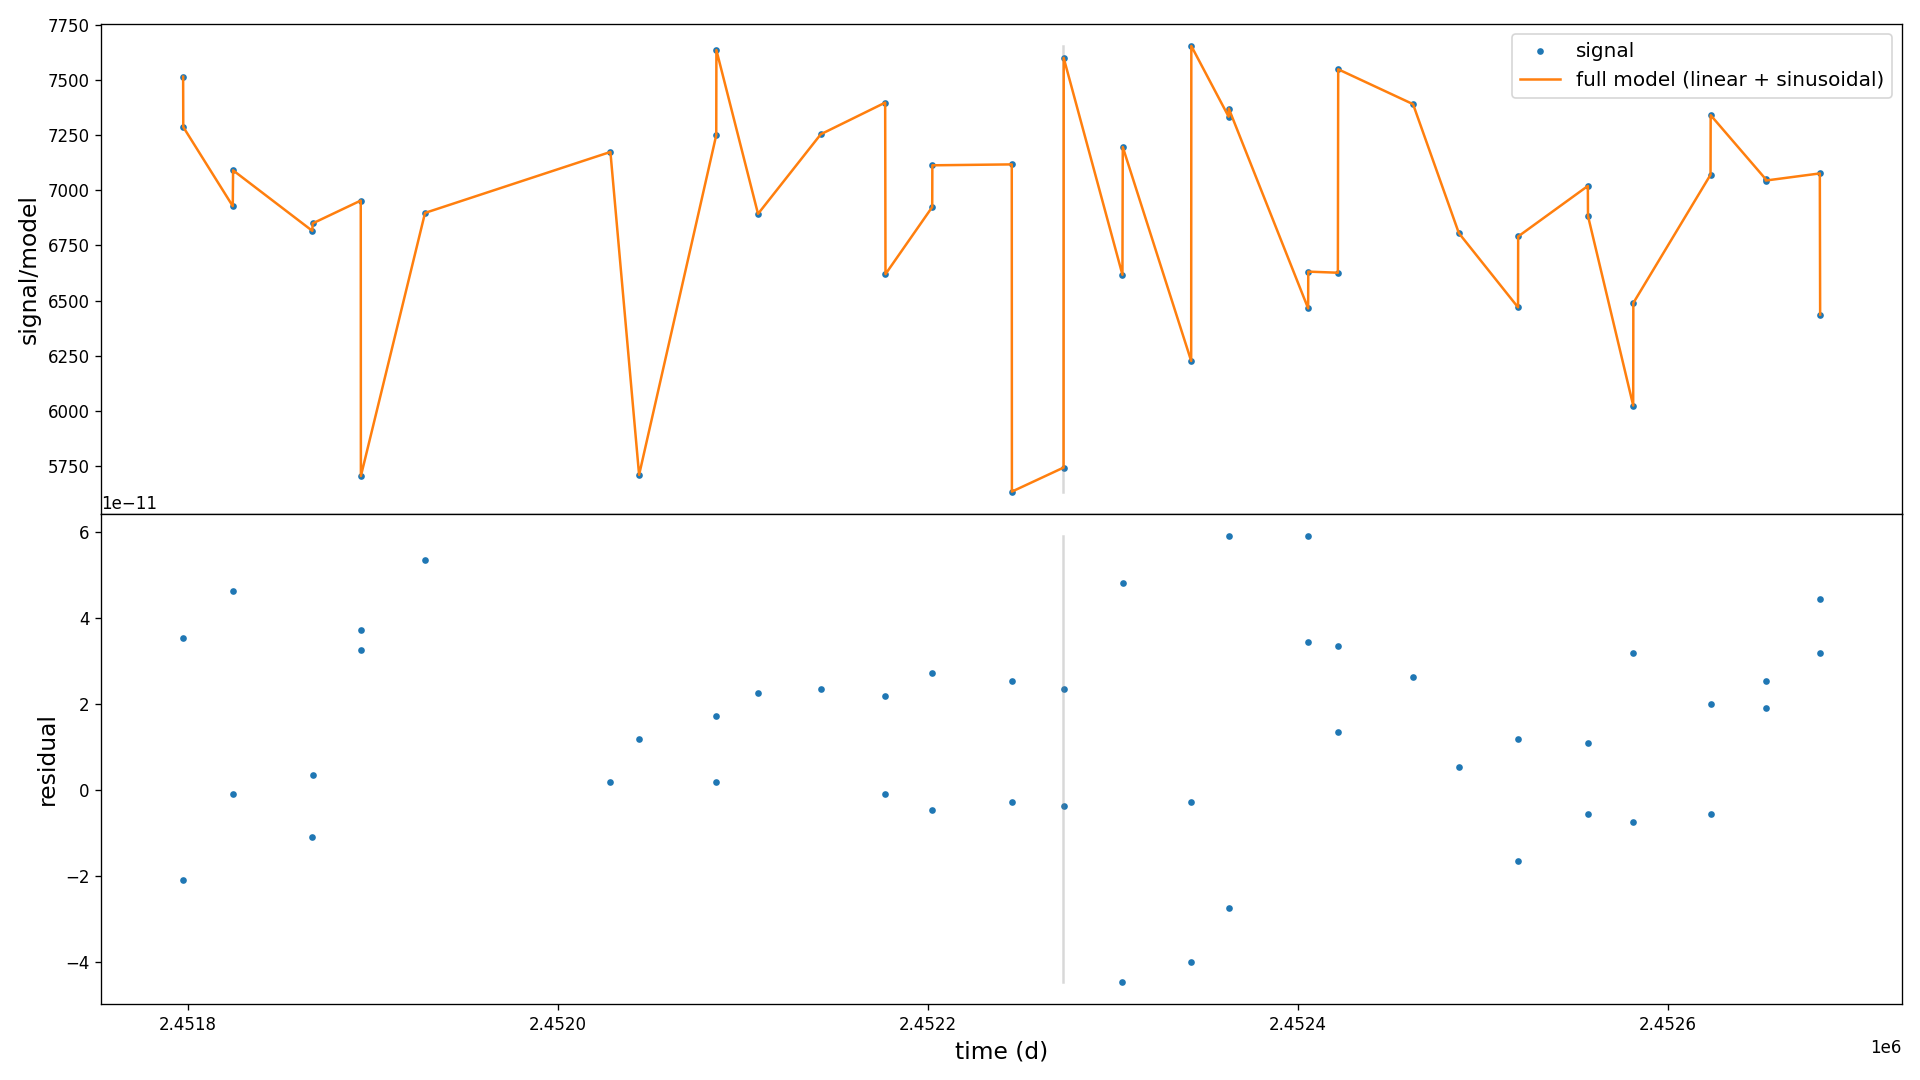 7750
7500
7250
7000
6750
6500
6250
6000
5750
signal/model
signal
full model (linear + sinusoidal)
1e−11
6
4
2
0
−2
−4
residual
2.4518
2.4520
2.4522
2.4524
2.4526
1e6
time (d)